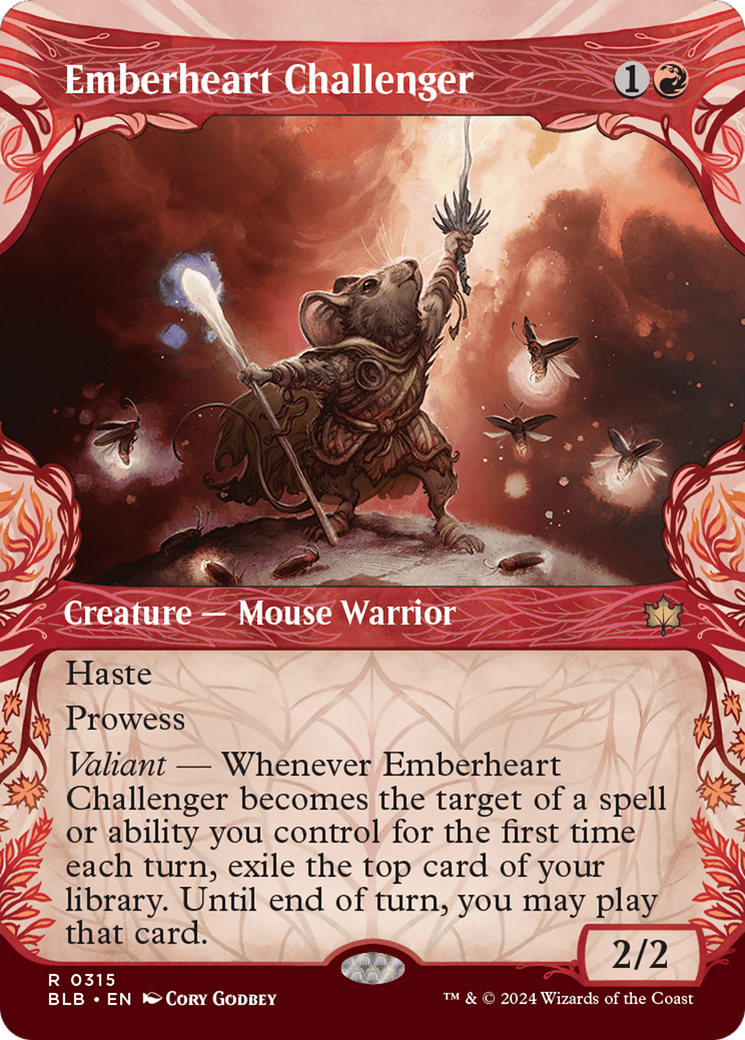 Emberheart Challenger 1
Creature — Mouse Warrior
Haste
Prowess
Valiant — Whenever Emberheart
Challenger becomes the target of a spell
or ability you control for the first time
each turn, exile the top card of your
library. Until end of turn, you may play
that card.
2/2
R 0315
BLB • EN Cory Godbey
™ & © 2024 Wizards of the Coast